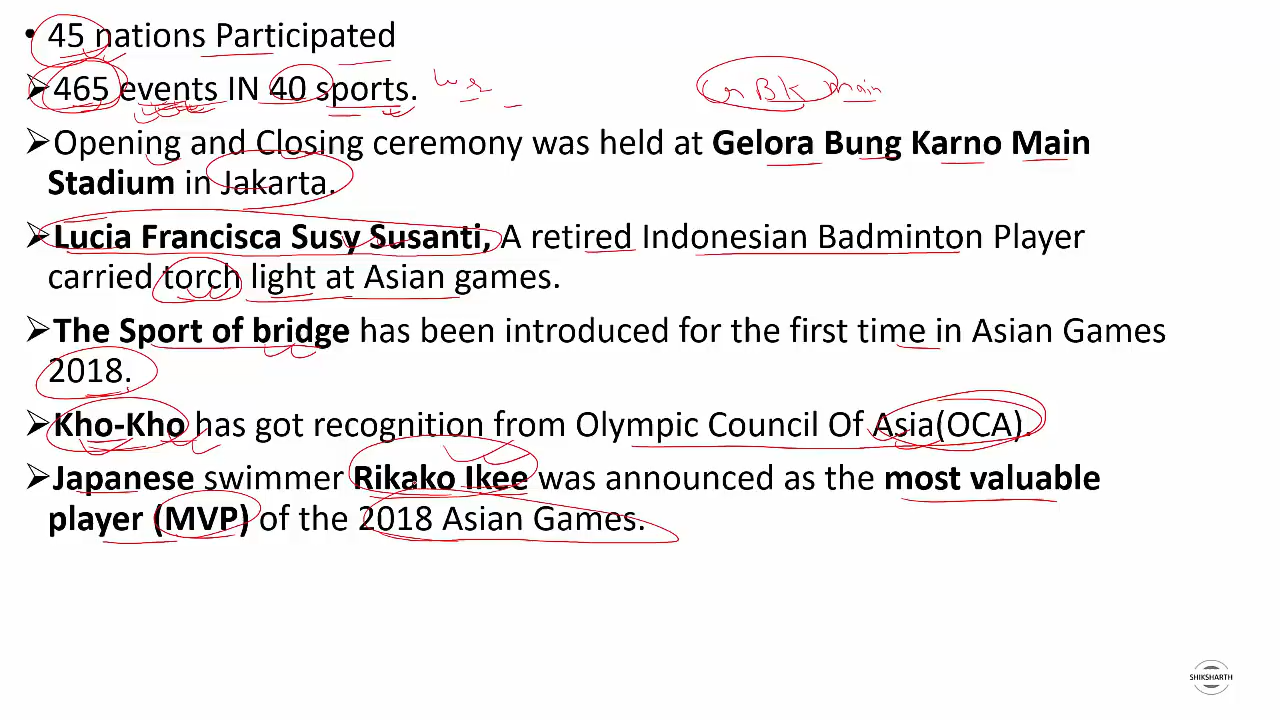 • 45 nations Participated
➢465 events IN 40 sports.
G BK main
➢Opening and Closing ceremony was held at Gelora Bung Karno Main
Stadium in Jakarta.
➢Lucia Francisca Susy Susanti, A retired Indonesian Badminton Player
carried torch light at Asian games.
➢The Sport of bridge has been introduced for the first time in Asian Games
2018.
➢Kho-Kho has got recognition from Olympic Council Of Asia(OCA).
➢Japanese swimmer Rikako Ikee was announced as the most valuable
player (MVP) of the 2018 Asian Games.
SHIKSHARTH